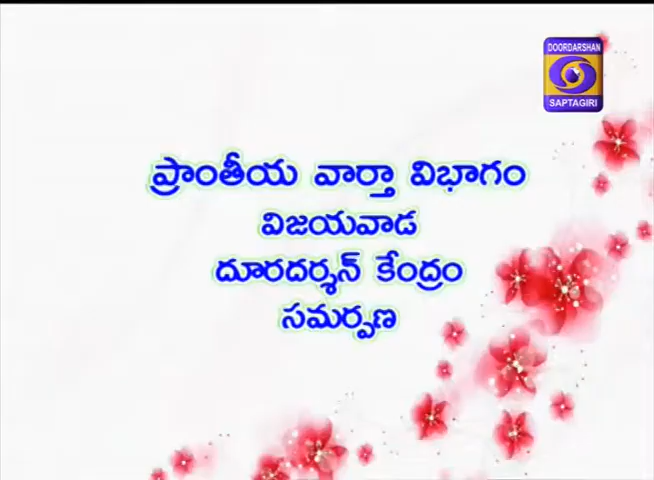 DOORDARSHAN
SAPTAGIRI
ప్రాంతీయ వార్తా విభాగం
విజయవాడ
దూరదర్శన్ కేంద్రం
సమర్పణ